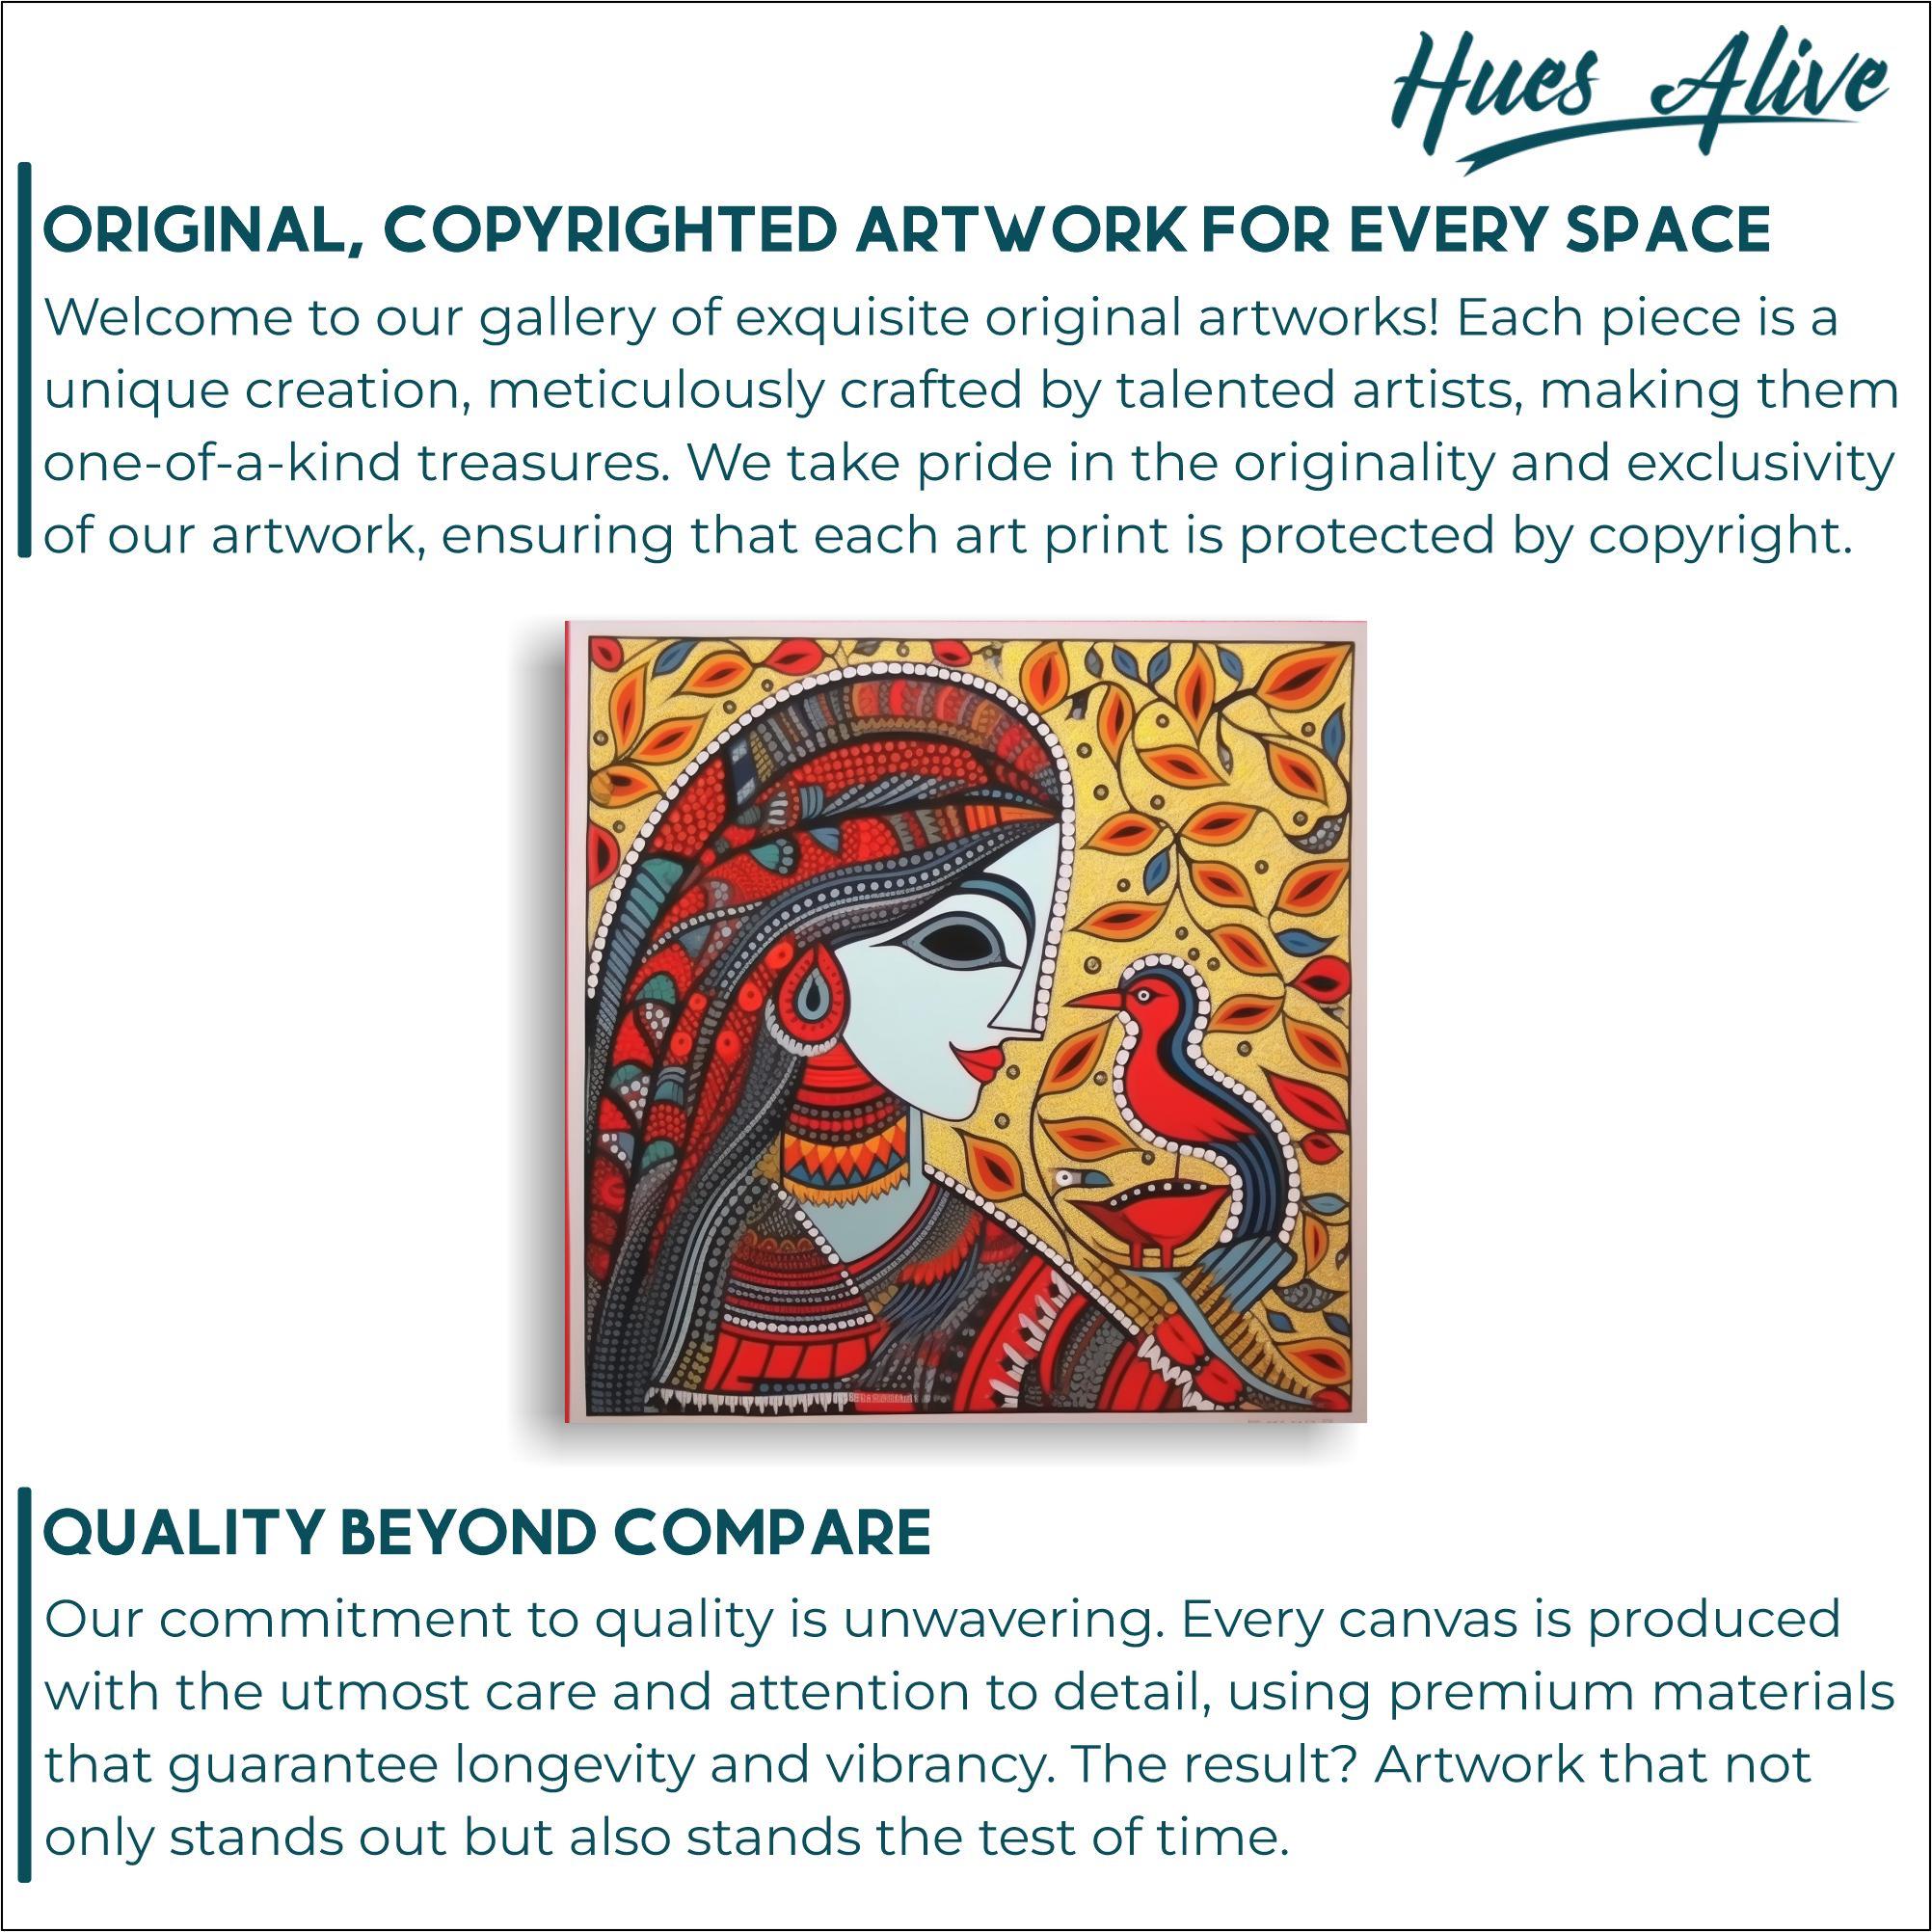 Hues Alive
ORIGINAL, COPYRIGHTED ARTWORK FOR EVERY SPACE
Welcome to our gallery of exquisite original artworks! Each piece is a
unique creation, meticulously crafted by talented artists, making them
one-of-a-kind treasures. We take pride in the originality and exclusivity
of our artwork, ensuring that each art print is protected by copyright.
QUALITY BEYOND COMPARE
Our commitment to quality is unwavering. Every canvas is produced
with the utmost care and attention to detail, using premium materials
that guarantee longevity and vibrancy. The result? Artwork that not
only stands out but also stands the test of time.